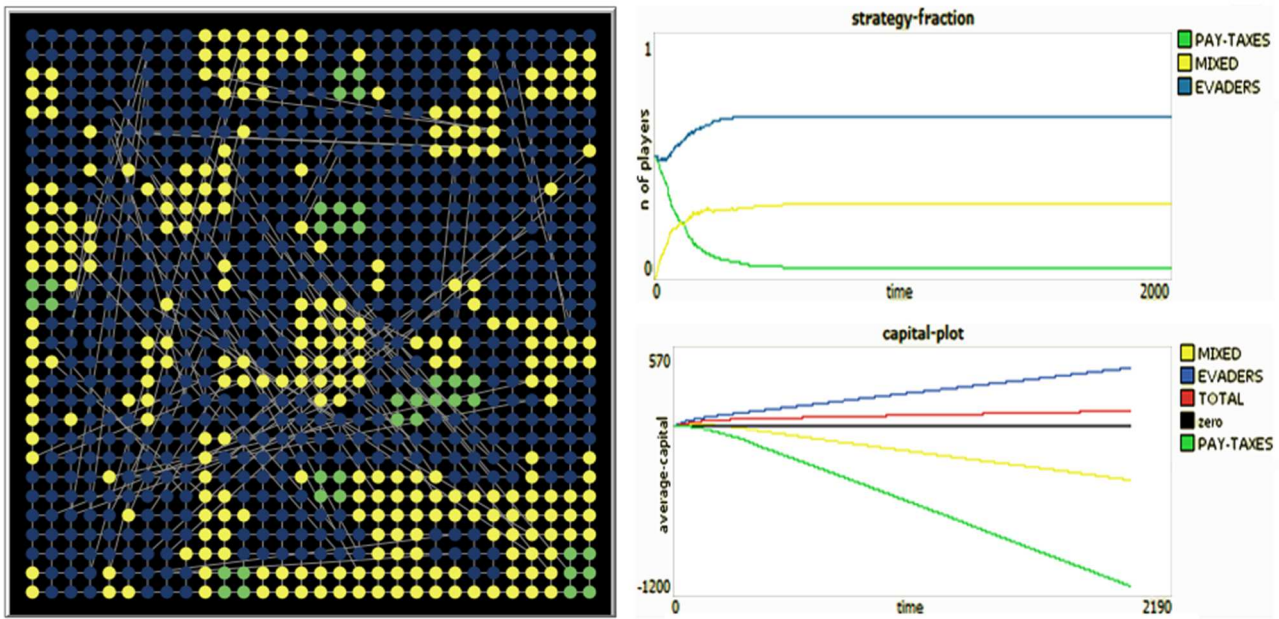 strategy-fraction
1
PAY-TAXES
MIXED
EVADERS
n of players
0
0
time
2000
capital-plot
570
MIXED
EVADERS
TOTAL
zero
PAY-TAXES
average-capital
-1200
0
time
2190